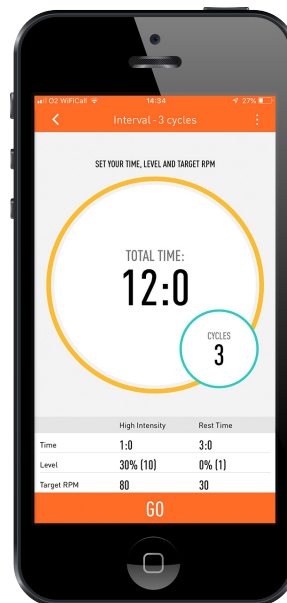 O2 WiFiCall 14:34 27%
Interval - 3 cycles
SET YOUR TIME, LEVEL AND TARGET RPM
TOTAL TIME:
12:0
CYCLES
3
High Intensity Rest Time
Time 1:0 3:0
Level 30% (10) 0% (1)
Target RPM 80 30
GO